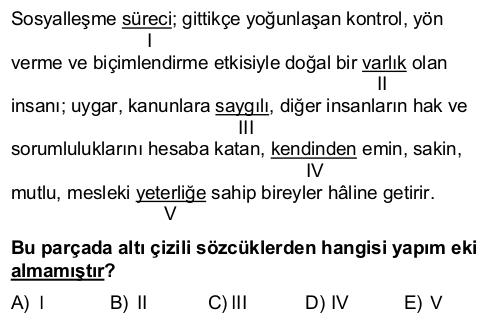 Sosyalleşme süreci; gittikçe yoğunlaşan kontrol, yön
I
verme ve biçimlendirme etkisiyle doğal bir varlık olan
II
insanı; uygar, kanunlara saygılı, diğer insanların hak ve
III
sorumluluklarını hesaba katan, kendinden emin, sakin,
IV
mutlu, mesleki yeterliğe sahip bireyler hâline getirir.
V
Bu parçada altı çizili sözcüklerden hangisi yapım eki
almamıştır?
A) I B) II C) III D) IV E) V